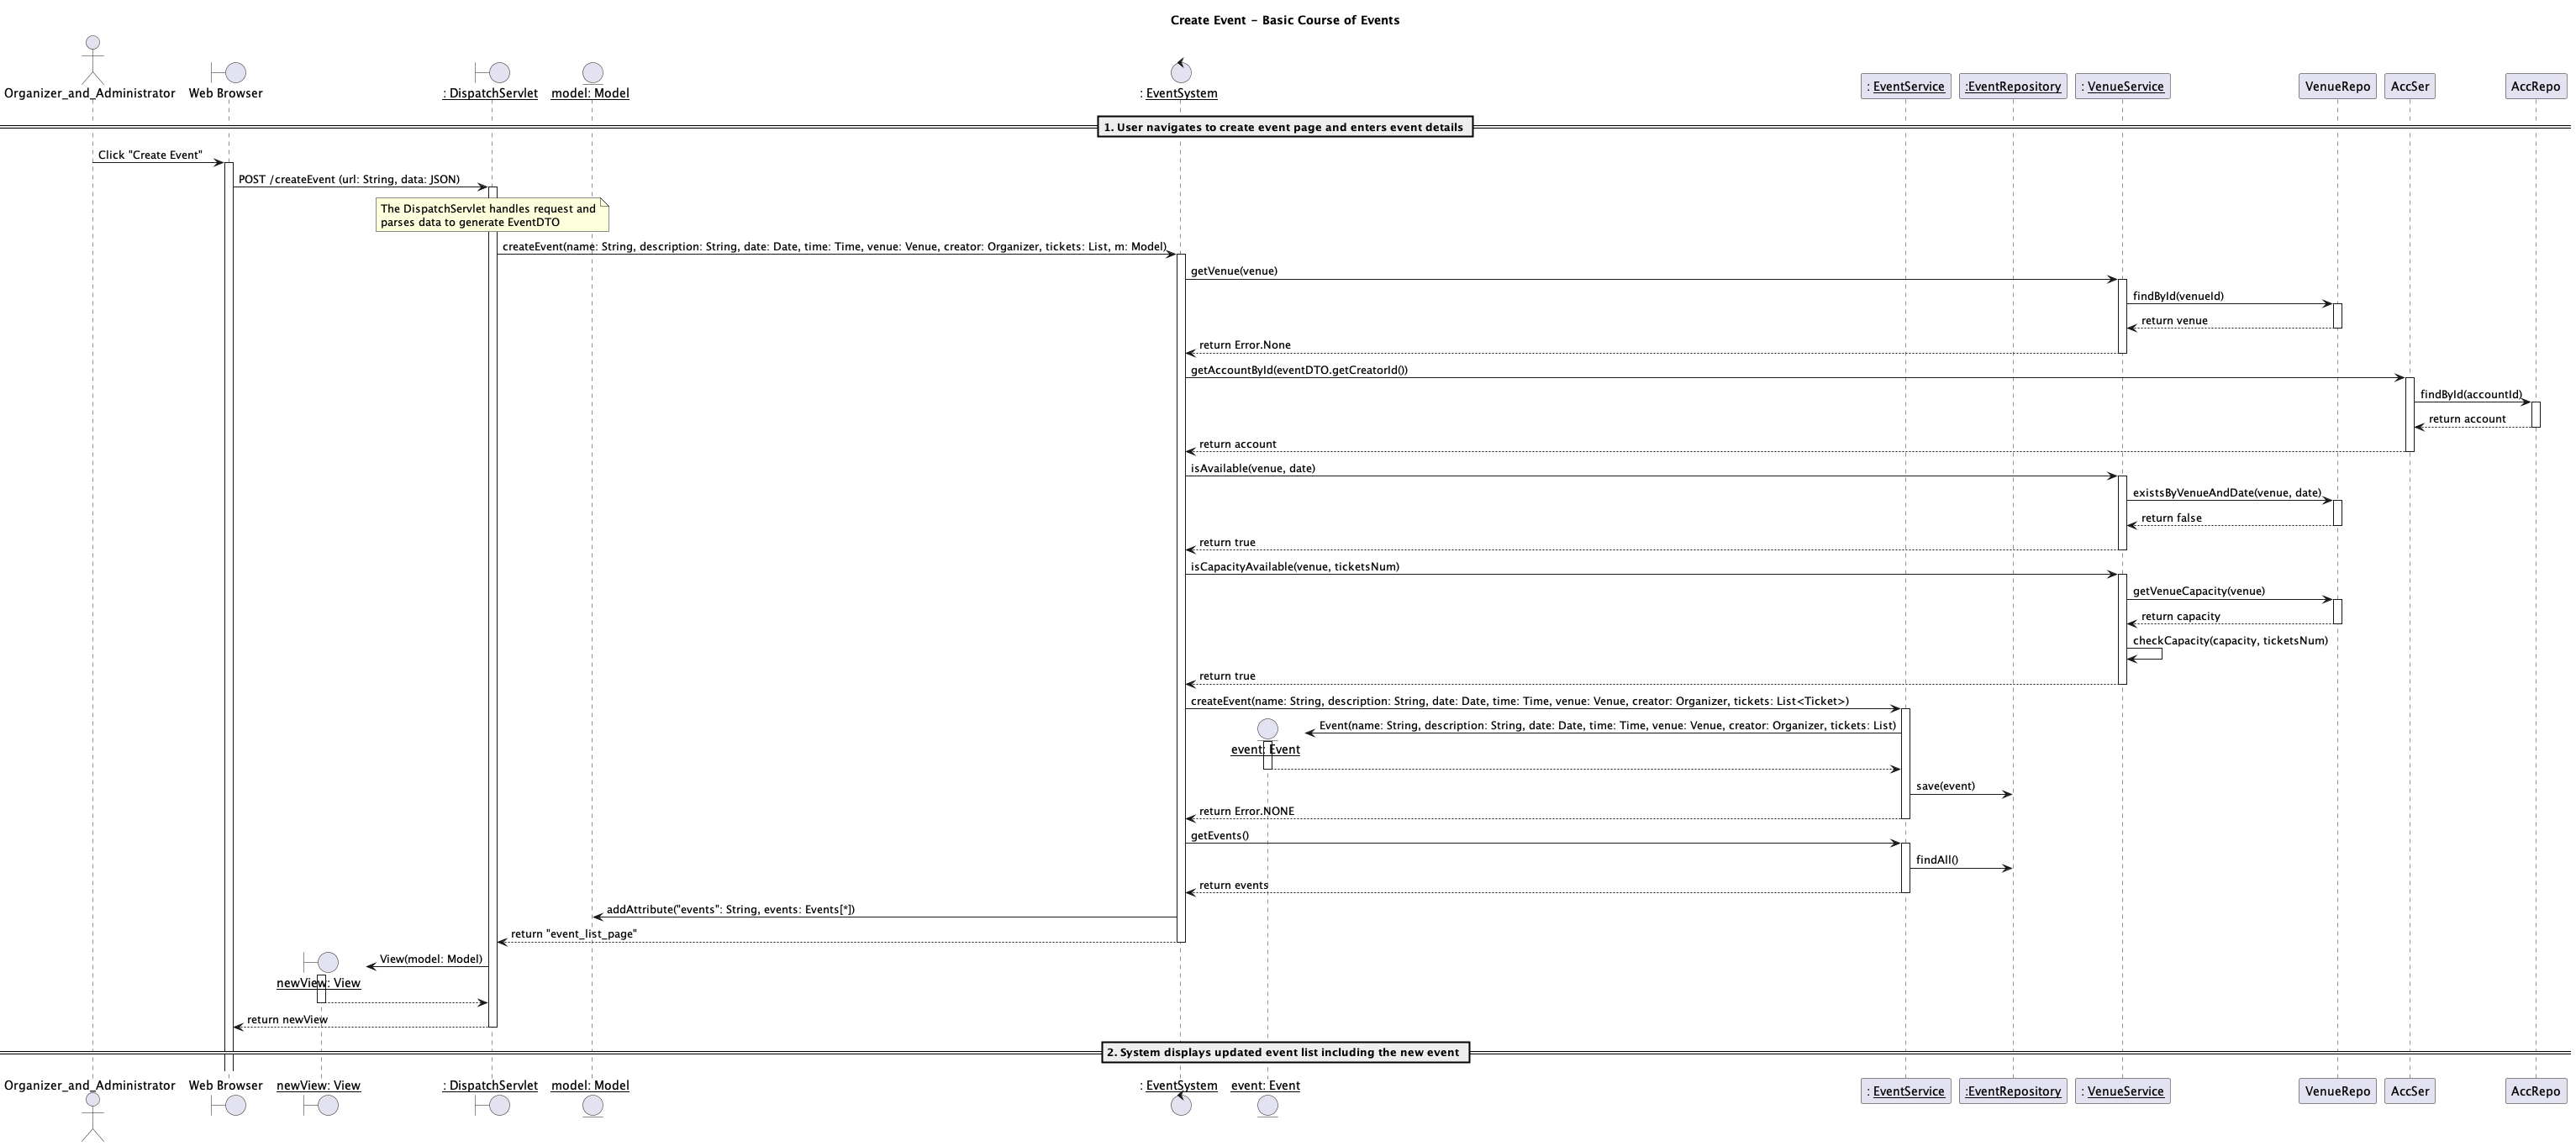 Create Event - Basic Course of Events
Organizer_and_Administrator
Web Browser
: DispatchServlet
model: Model
: EventSystem
: EventService
:EventRepository
: VenueService
VenueRepo
AccSer
AccRepo
1. User navigates to create event page and enters event details
Click "Create Event"
POST /createEvent (url: String, data: JSON)
The DispatchServlet handles request and
parses data to generate EventDTO
createEvent(name: String, description: String, date: Date, time: Time, venue: Venue, creator: Organizer, tickets: List, m: Model)
getVenue(venue)
findById(venueId)
return venue
return Error.None
getAccountById(eventDTO.getCreatorId())
findById(accountId)
return account
return account
isAvailable(venue, date)
existsByVenueAndDate(venue, date)
return false
return true
isCapacityAvailable(venue, ticketsNum)
getVenueCapacity(venue)
return capacity
checkCapacity(capacity, ticketsNum)
return true
createEvent(name: String, description: String, date: Date, time: Time, venue: Venue, creator: Organizer, tickets: List<Ticket>)
Event(name: String, description: String, date: Date, time: Time, venue: Venue, creator: Organizer, tickets: List)
event: Event
save(event)
return Error.NONE
getEvents()
findAll()
return events
addAttribute("events": String, events: Events[*])
return "event_list_page"
View(model: Model)
newView: View
return newView
2. System displays updated event list including the new event
Organizer_and_Administrator
Web Browser
newView: View
: DispatchServlet
model: Model
: EventSystem
event: Event
: EventService
:EventRepository
: VenueService
VenueRepo
AccSer
AccRepo